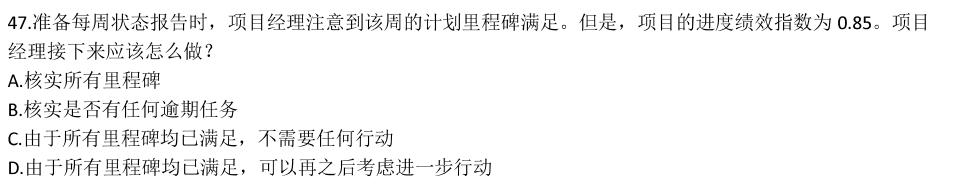 47.准备每周状态报告时，项目经理注意到该周的计划里程碑满足。但是，项目的进度绩效指数为 0.85。项目
经理接下来应该怎么做？
A.核实所有里程碑
B.核实是否有任何逾期任务
C.由于所有里程碑均已满足，不需要任何行动
D.由于所有里程碑均已满足，可以再之后考虑进一步行动